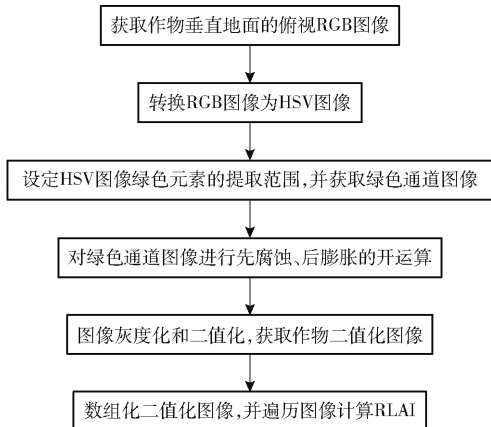 获取作物垂直地面的俯视RGB图像
转换RGB图像为HSV图像
设定HSV图像绿色元素的提取范围,并获取绿色通道图像
对绿色通道图像进行先腐蚀、后膨胀的开运算
图像灰度化和二值化,获取作物二值化图像
数组化二值化图像,并遍历图像计算RLAI